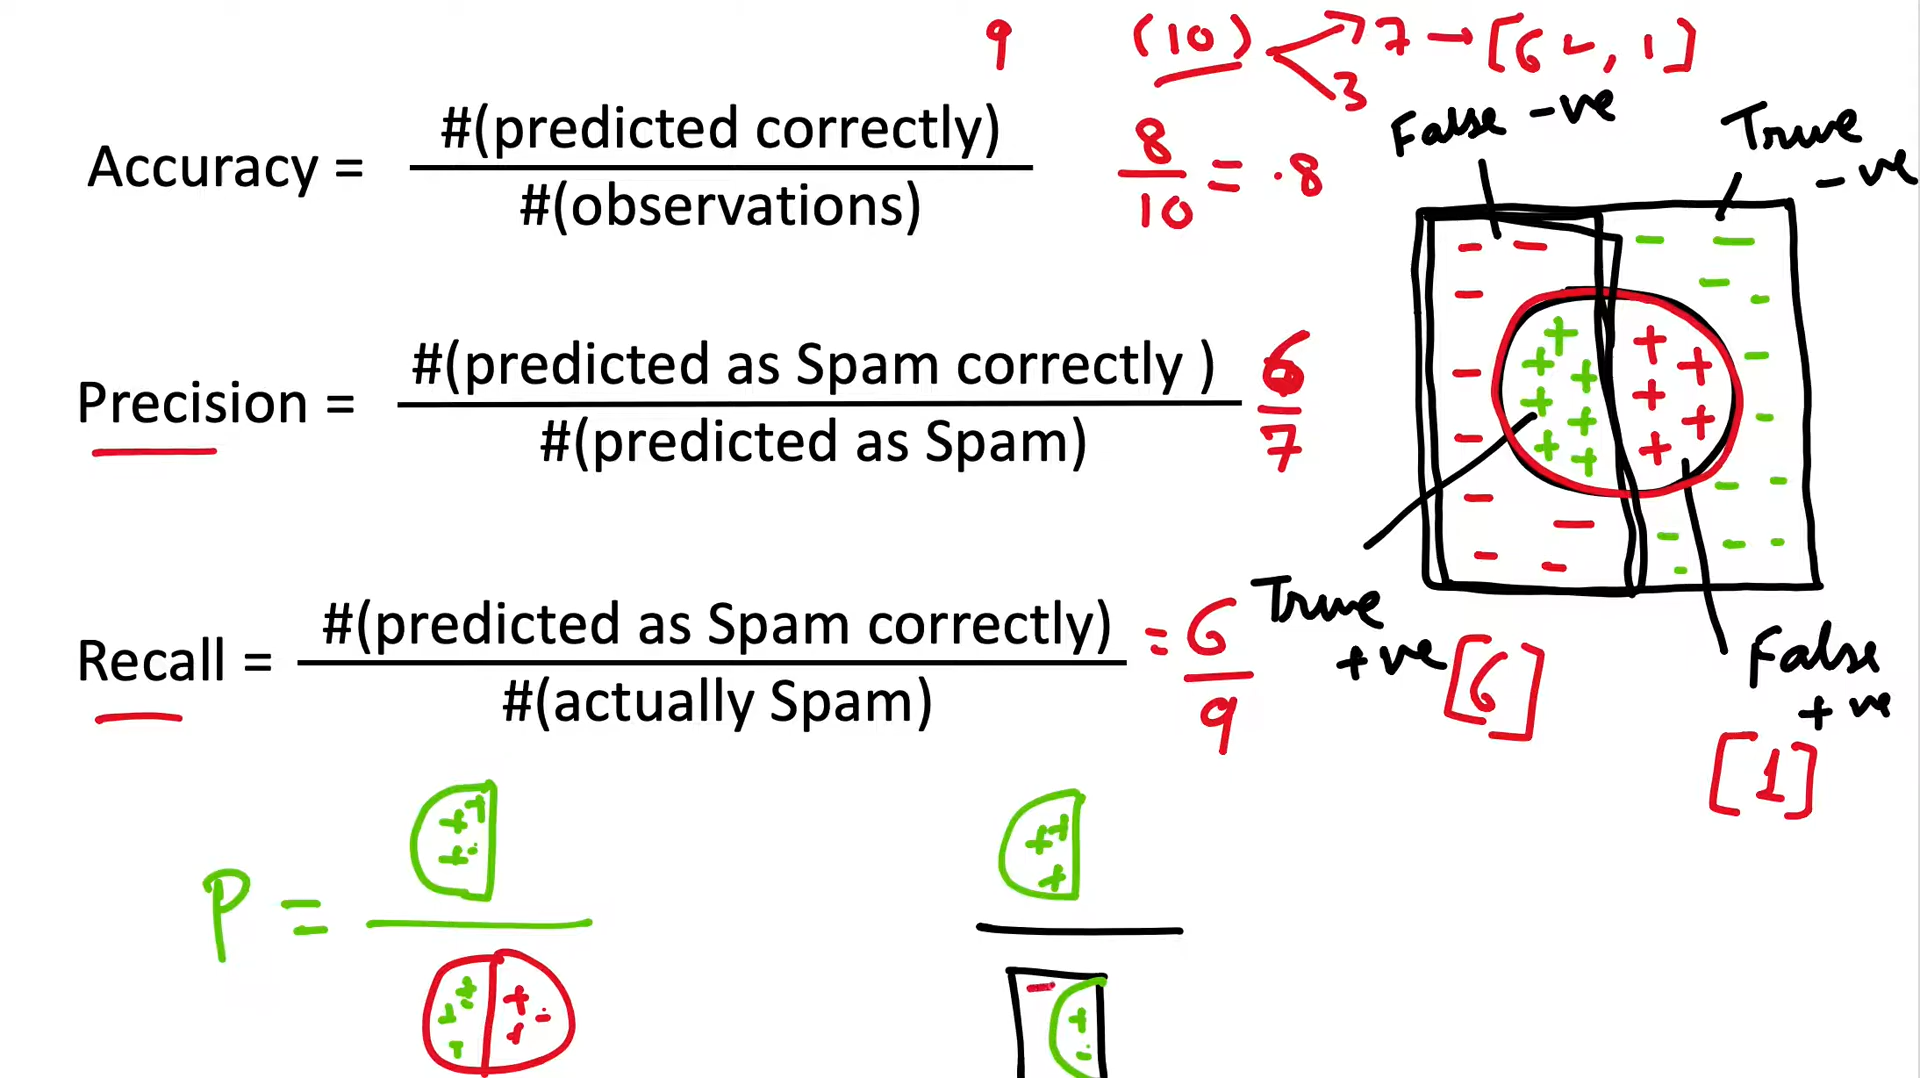 9 (10) 7 → [6 ✓, 1]
3
False -ve
True -ve
Accuracy = #(predicted correctly)
#(observations)
8
10 = .8
Precision = #(predicted as Spam correctly )
#(predicted as Spam)
6
7
Recall = #(predicted as Spam correctly)
#(actually Spam)
= 6
9
True +ve [6]
False +ve
[1]
P =